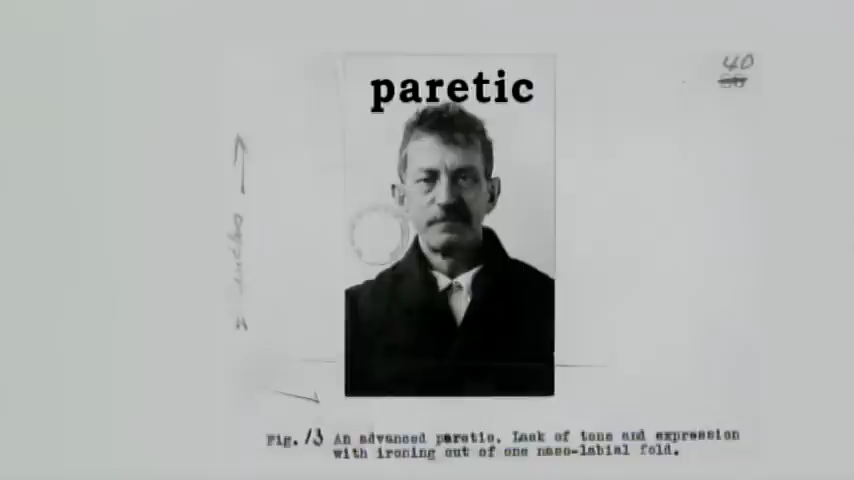 40
paretic
Fig. 13 An advanced paretic. Lack of tone and expression
with ironing out of one naso-labial fold.